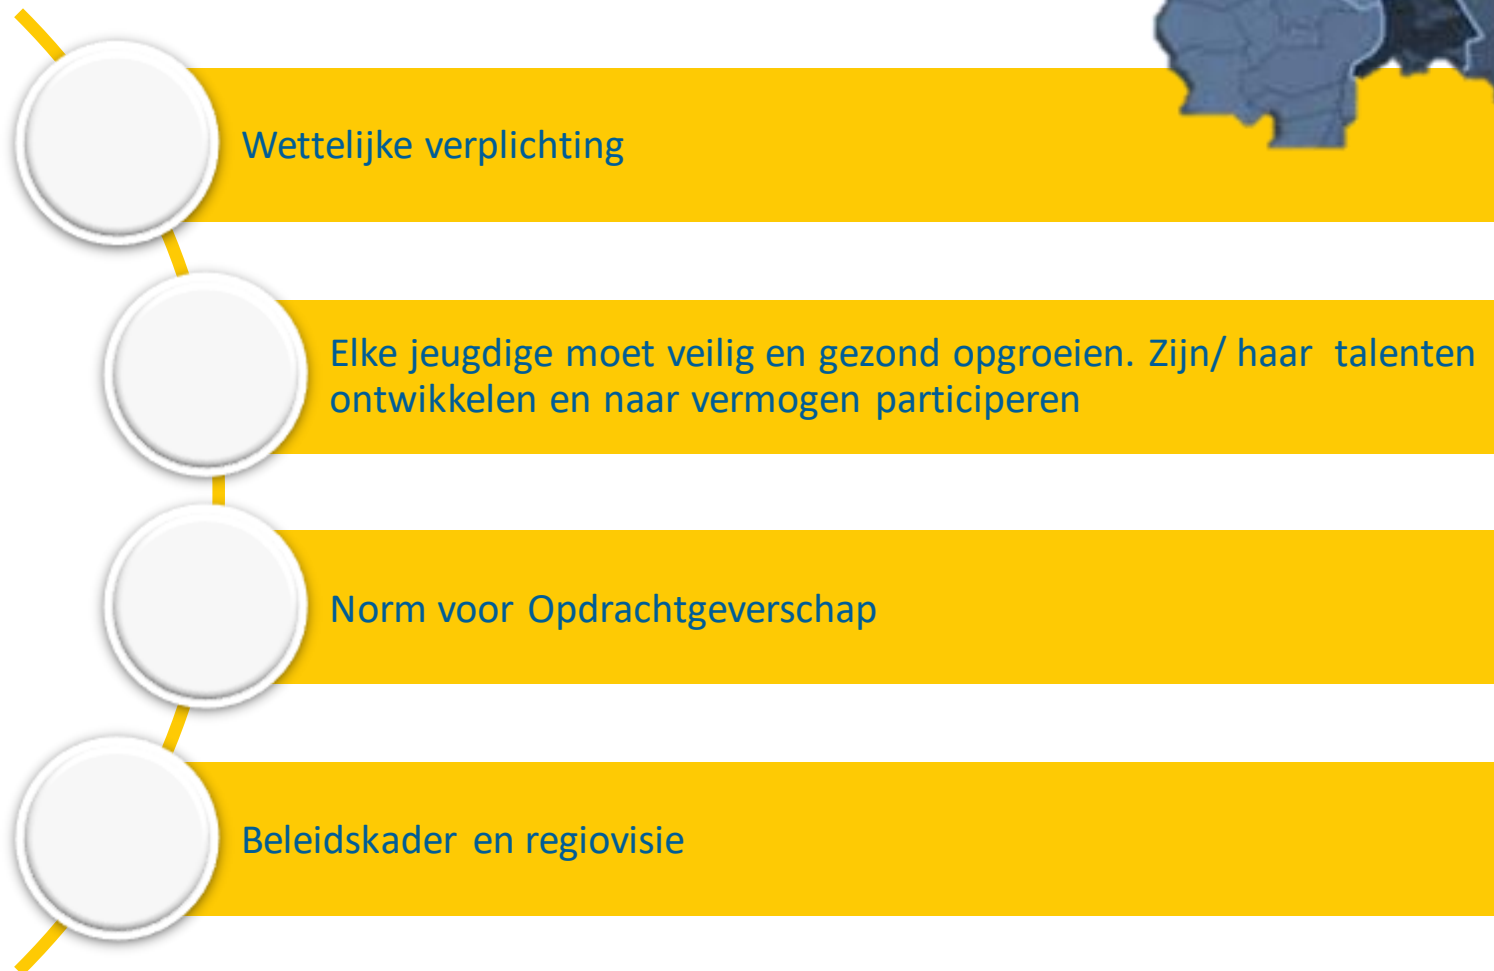 Wettelijke verplichting
Elke jeugdige moet veilig en gezond opgroeien. Zijn/ haar talenten
ontwikkelen en naar vermogen participeren
Norm voor Opdrachtgeverschap
Beleidskader en regiovisie